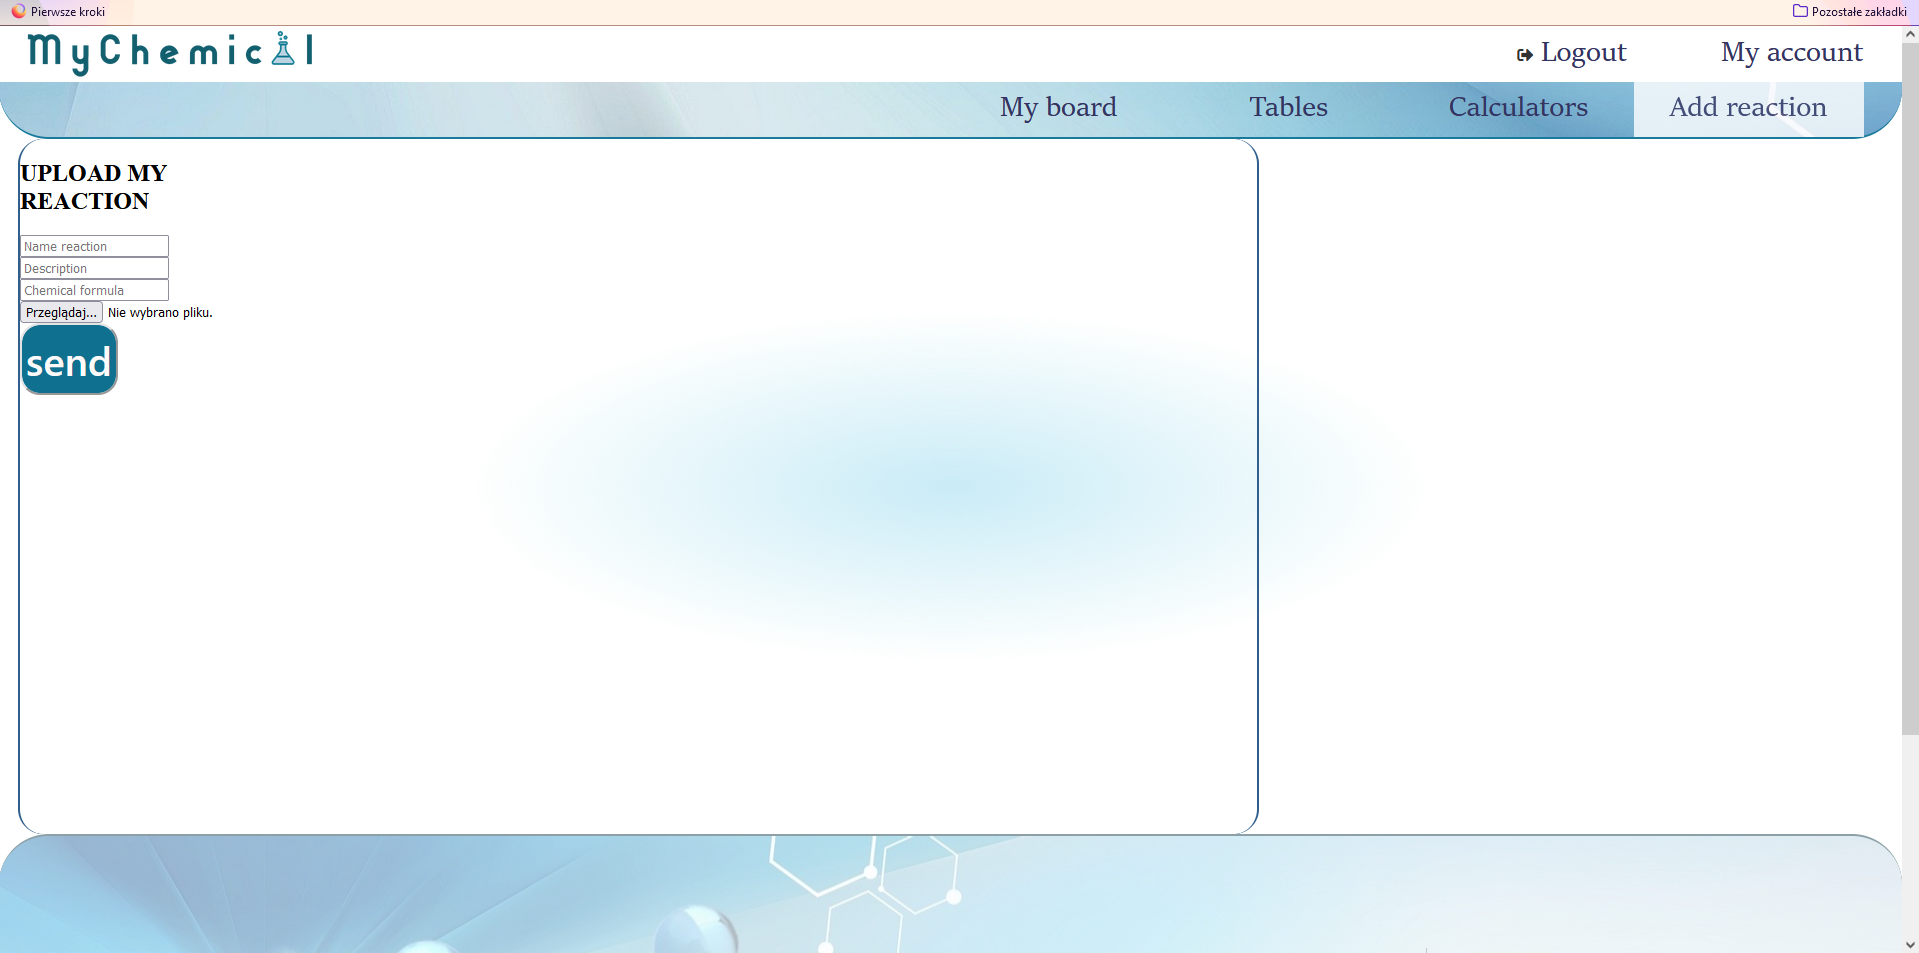 Pierwsze kroki
Pozostałe zakładki
MyChemical
Logout
My account
My board
Tables
Calculators
Add reaction
UPLOAD MY
REACTION
Name reaction
Description
Chemical formula
Przeglądaj... Nie wybrano pliku.
send